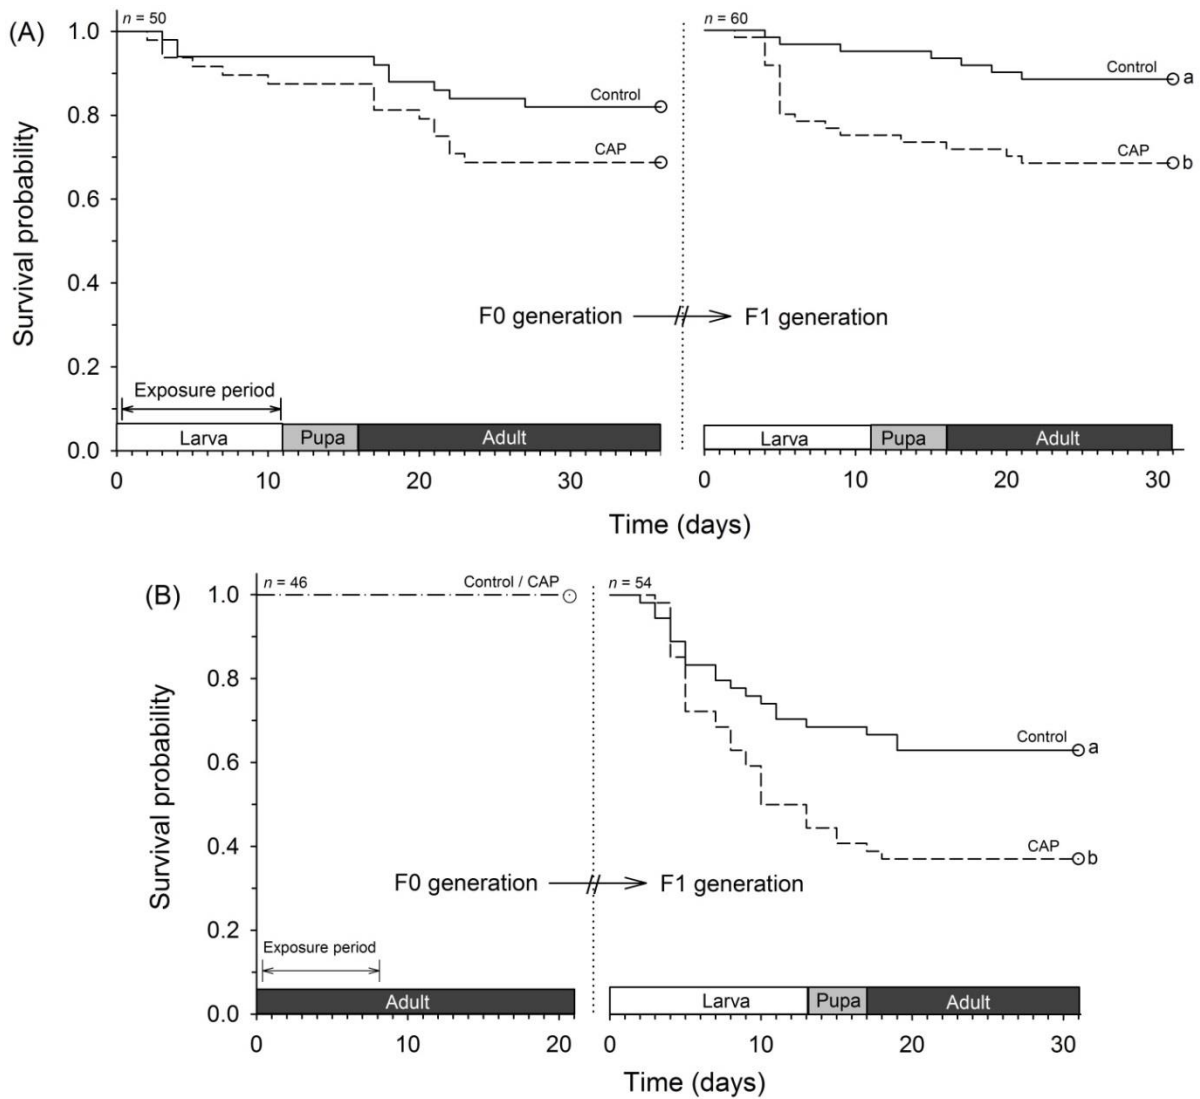 (A)
n = 50
n = 60
1.0
0.8
0.6
0.4
0.2
0.0
Survival probability
Control
CAP
Control
a
CAP
b
F0 generation
F1 generation
Exposure period
Larva
Pupa
Adult
Larva
Pupa
Adult
0
10
20
30
0
10
20
30
Time (days)
(B)
n = 46
Control / CAP
n = 54
1.0
0.8
0.6
0.4
0.2
0.0
Survival probability
Control
a
CAP
b
F0 generation
F1 generation
Exposure period
Adult
Larva
Pupa
Adult
0
10
20
0
10
20
30
Time (days)